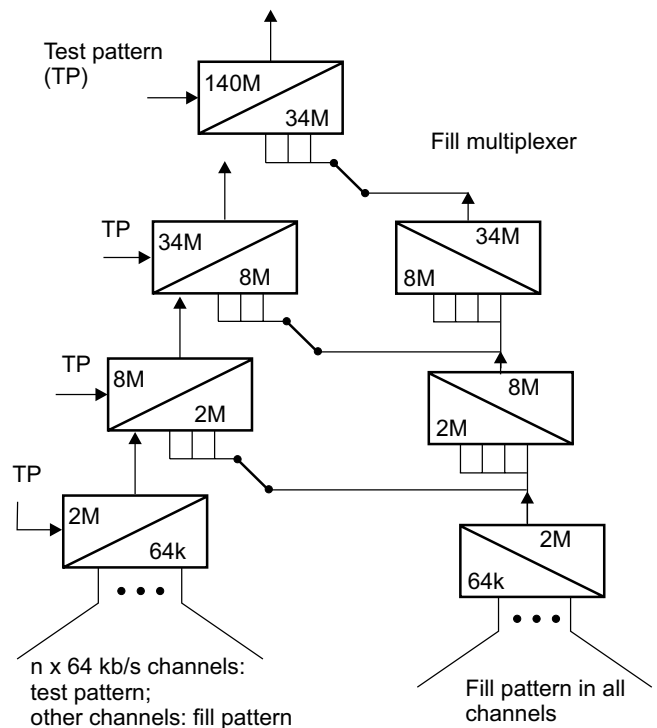 Test pattern
(TP)
140M
34M
Fill multiplexer
TP
34M
8M
34M
8M
TP
8M
2M
8M
2M
TP
2M
64k
2M
64k
n x 64 kb/s channels:
test pattern;
other channels: fill pattern
Fill pattern in all
channels